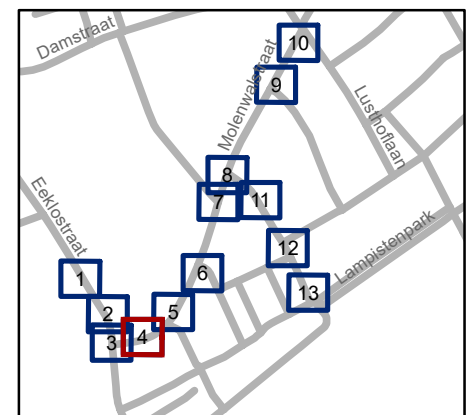 Damstraat
10
Molenwalstraat
9
Lusthoflaan
8
Eeklostraat
7
11
12
Lampistenpark
6
1
13
2
5
4
3